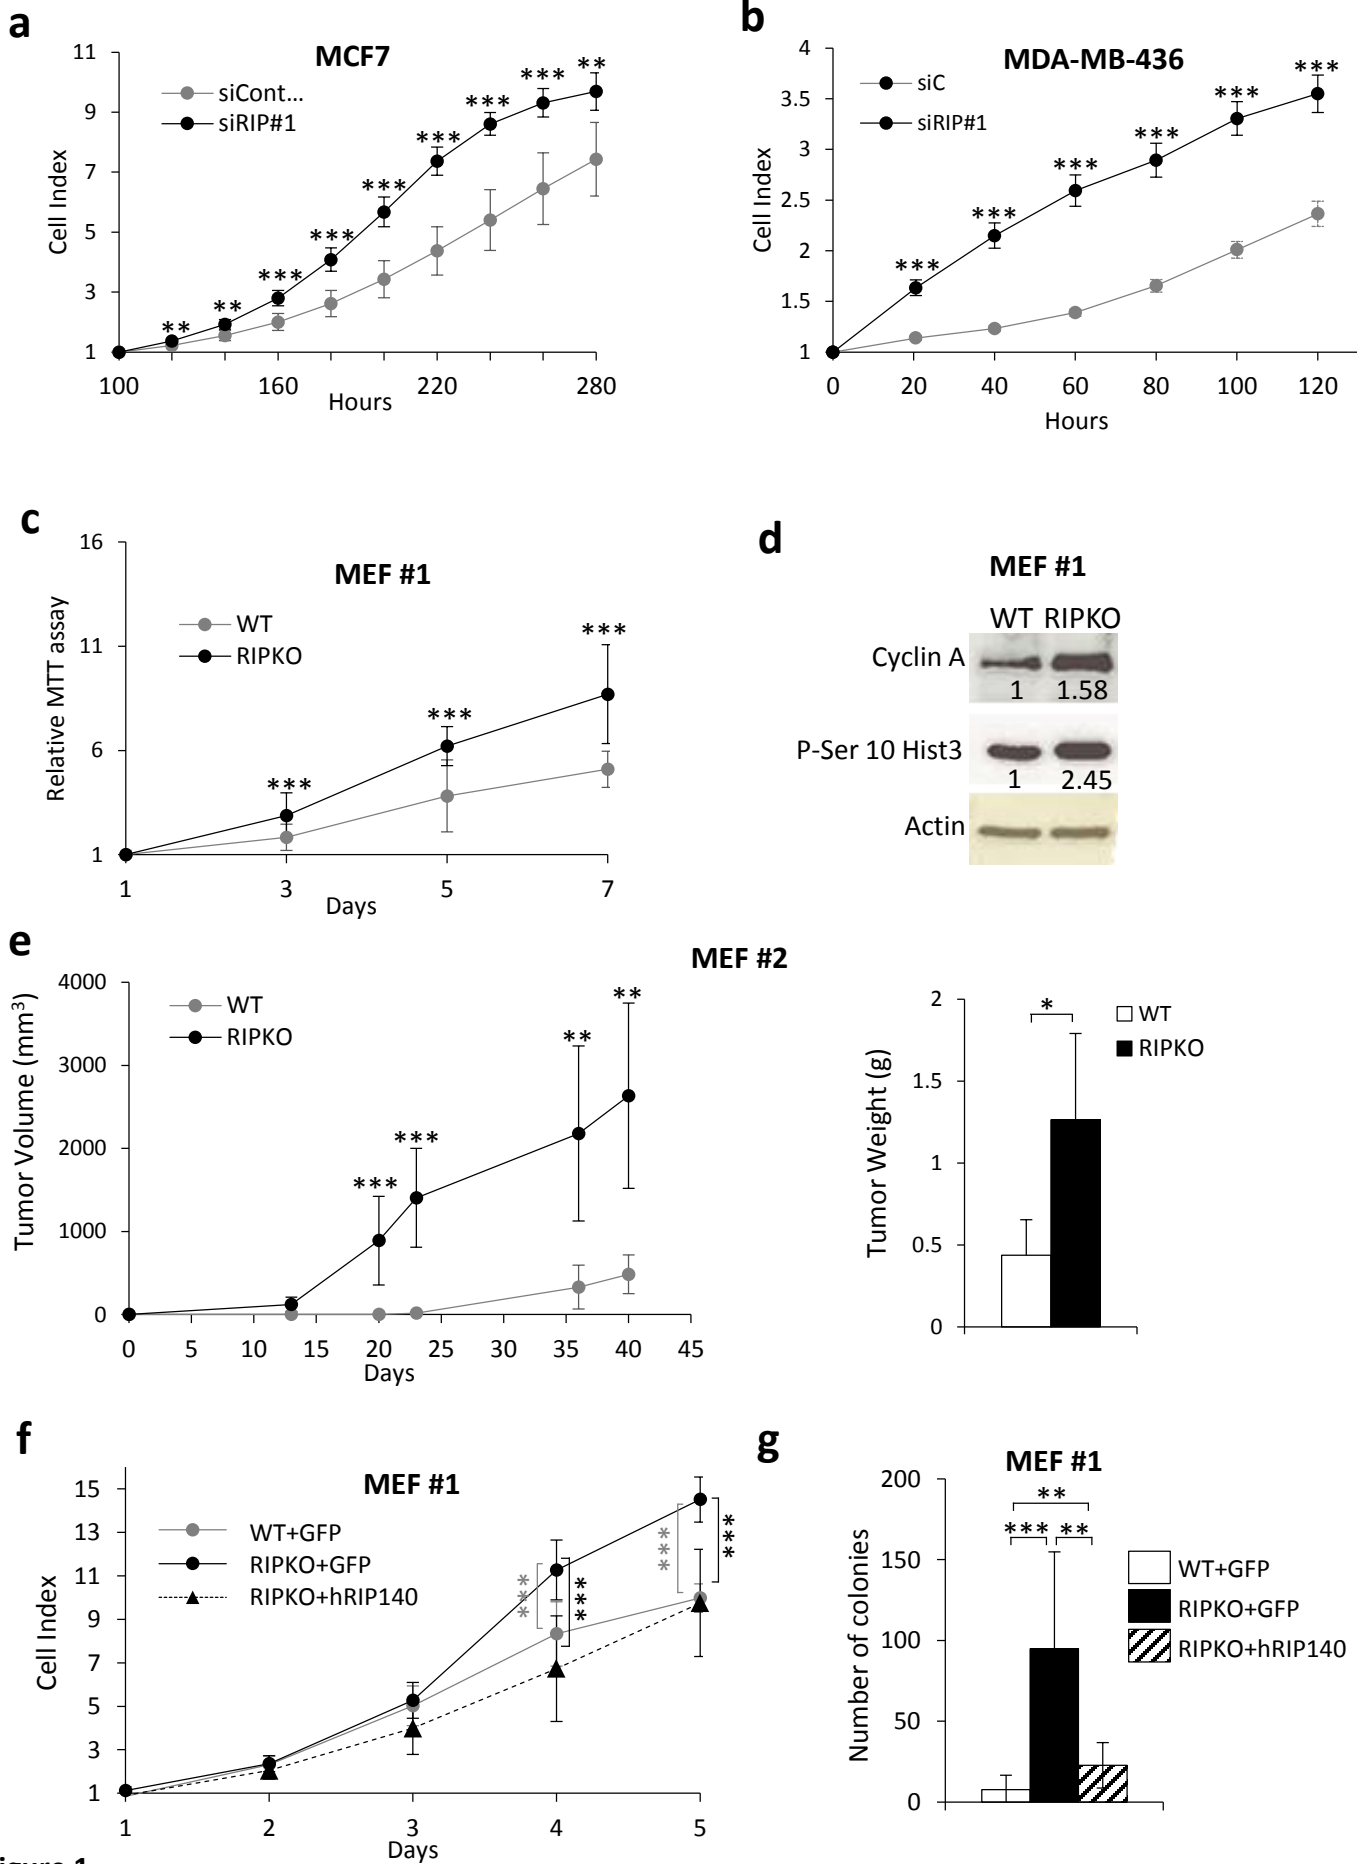 a
MCF7
11
9
7
5
3
1
Cell Index
siCont...
siRIP#1
** ** *** *** *** *** *** *** **
100 160 220 280
Hours
b
MDA-MB-436
4
3.5
3
2.5
2
1.5
1
Cell Index
siC
siRIP#1
*** *** *** *** *** ***
0 20 40 60 80 100 120
Hours
c
MEF #1
16
11
6
1
Relative MTT assay
WT
RIPKO
*** *** ***
1 3 5 7
Days
d
MEF #1
WT RIPKO
Cyclin A
1 1.58
P-Ser 10 Hist3
1 2.45
Actin
e
MEF #2
4000
3000
2000
1000
0
Tumor Volume (mm³)
WT
RIPKO
*** *** ** **
0 5 10 15 20 25 30 35 40 45
Days
2
1.5
1
0.5
0
Tumor Weight (g)
*
WT
RIPKO
f
MEF #1
15
13
11
9
7
5
3
1
Cell Index
WT+GFP
RIPKO+GFP
RIPKO+hRIP140
*** *** *** ***
1 2 3 4 5
Days
g
MEF #1
200
150
100
50
0
Number of colonies
**
*** **
WT+GFP
RIPKO+GFP
RIPKO+hRIP140